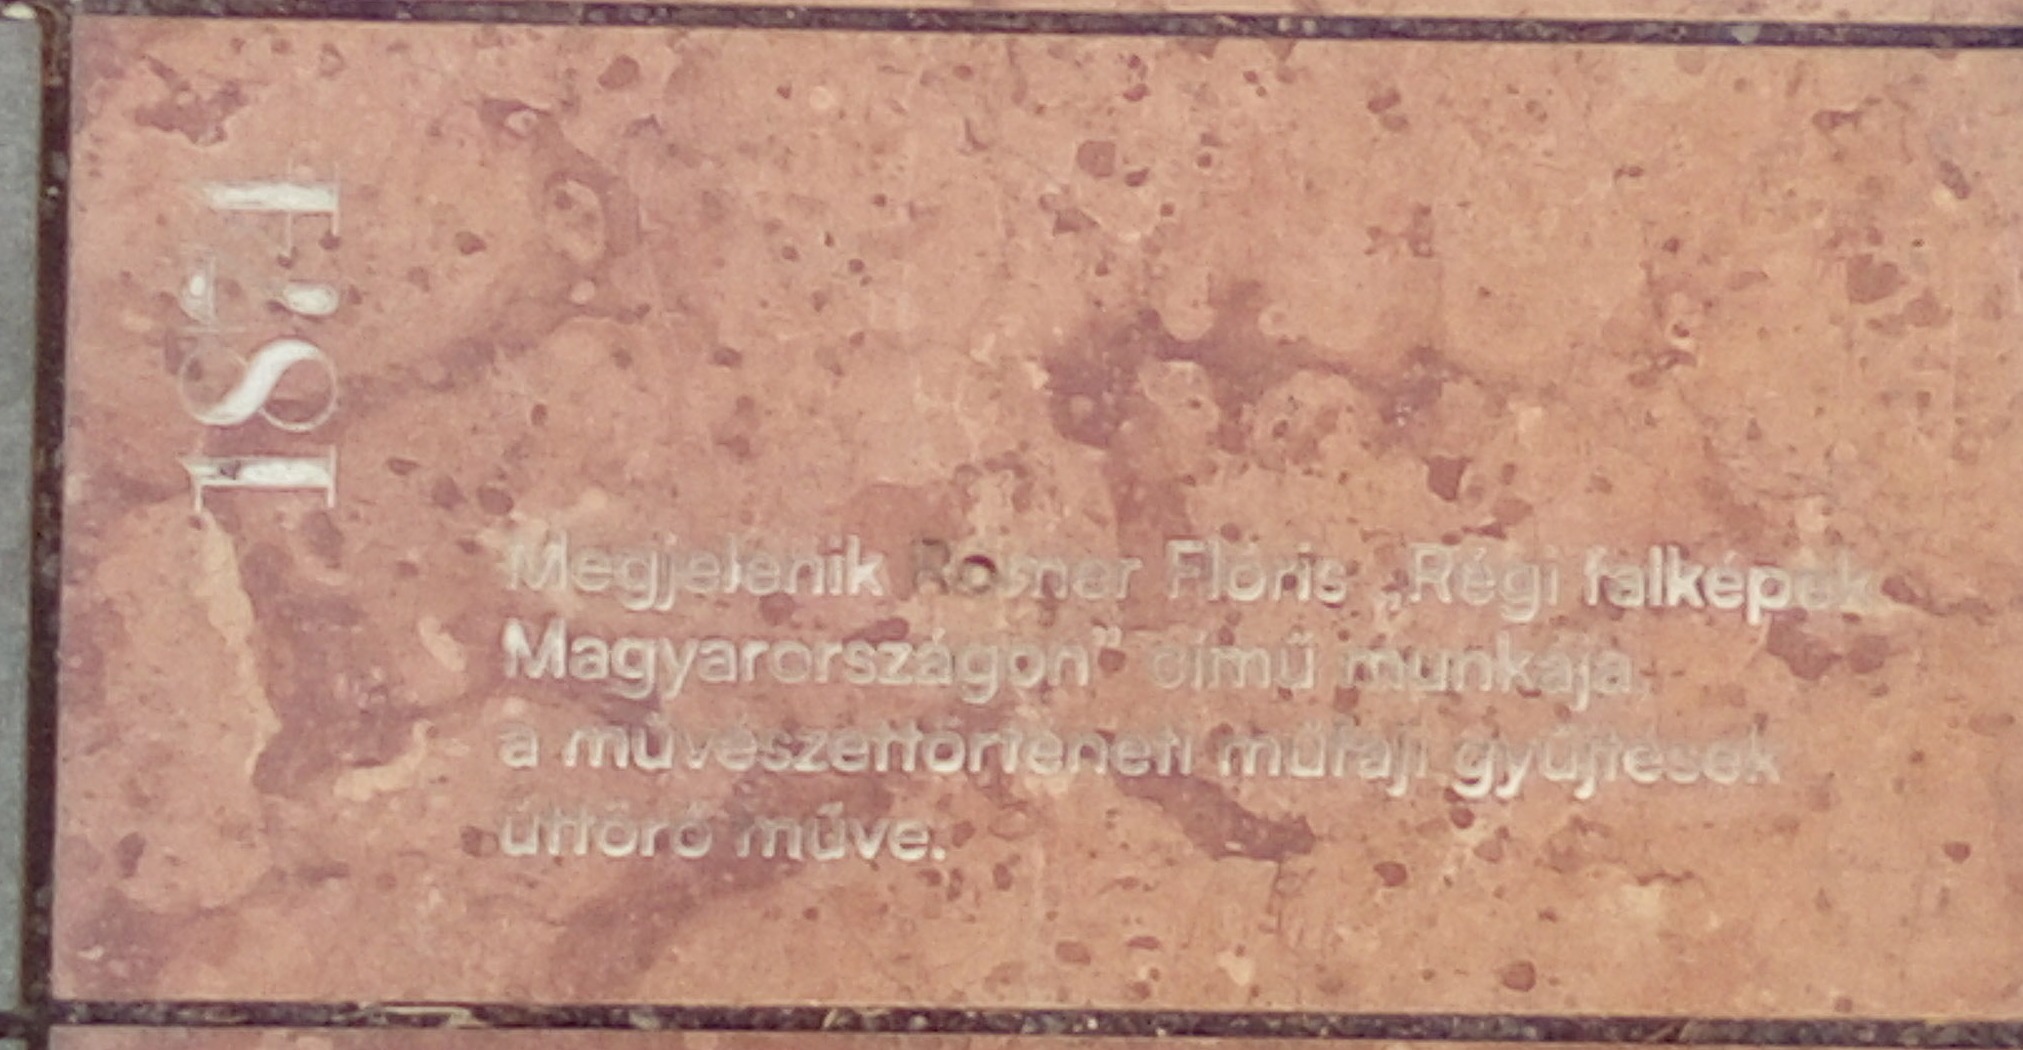 1874
Megjelenik Rómer Flóris „Régi falképek
Magyarországon” című munkája,
a művészettörténeti műfaji gyűjtések
úttörő műve.